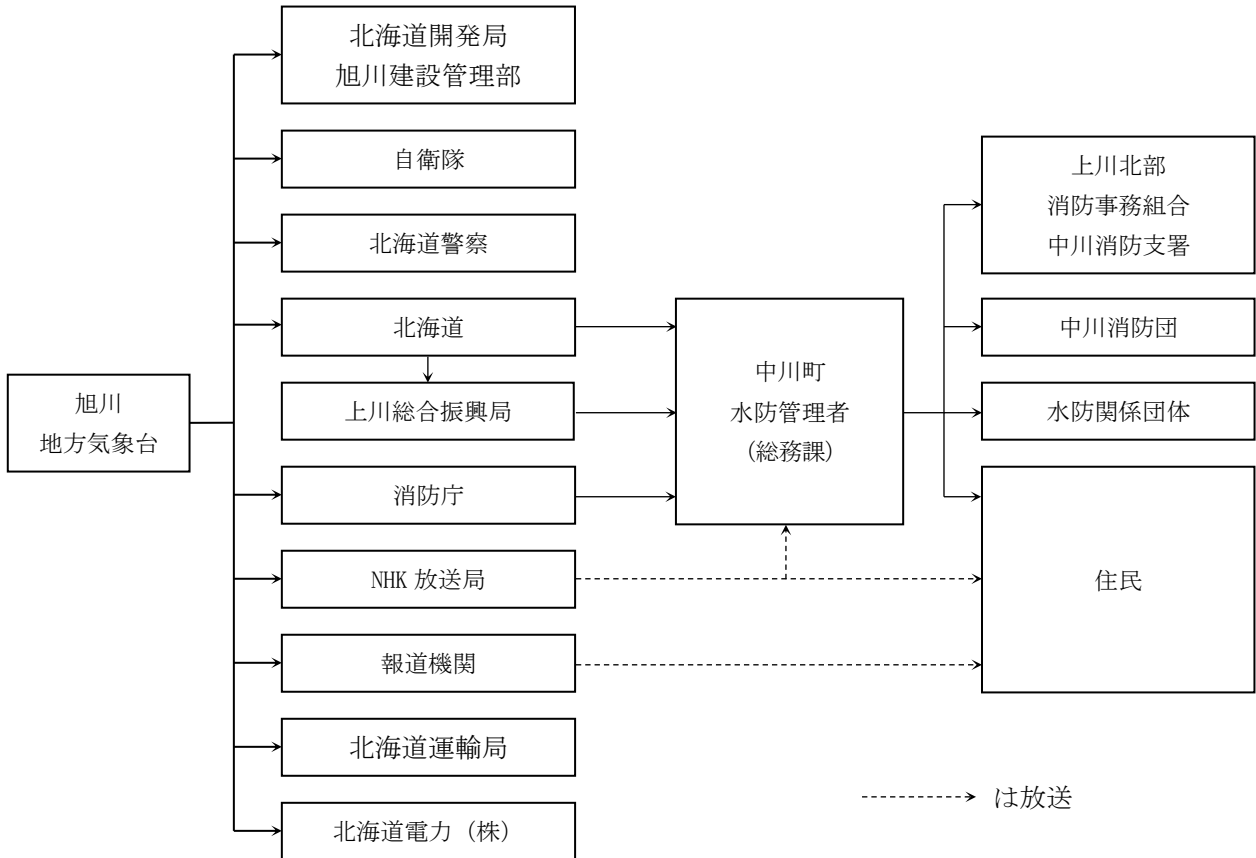 旭川
地方気象台
北海道開発局
旭川建設管理部
自衛隊
北海道警察
北海道
上川総合振興局
消防庁
NHK 放送局
報道機関
北海道運輸局
北海道電力（株）
中川町
水防管理者
（総務課）
上川北部
消防事務組合
中川消防支署
中川消防団
水防関係団体
住民
は放送